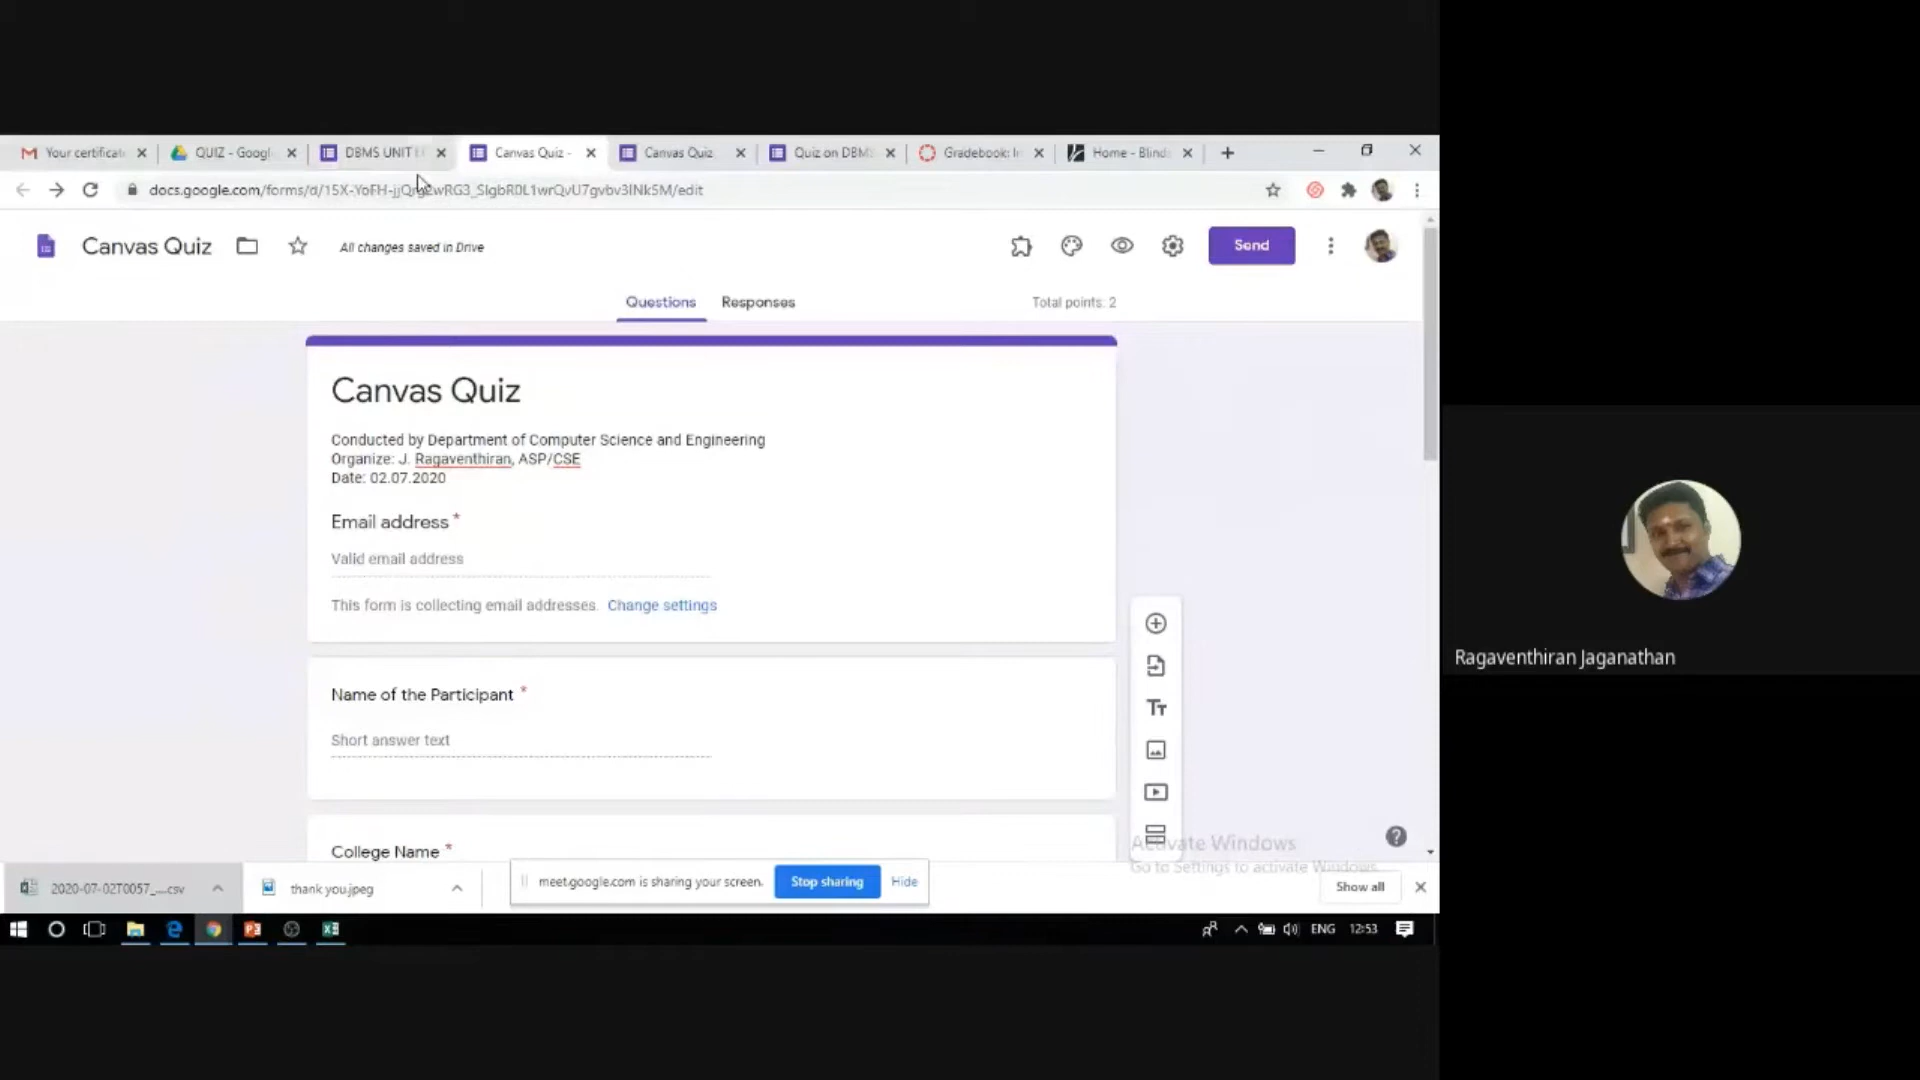 Your certificat
QUIZ - Googl
DBMS UNIT I
Canvas Quiz -
Canvas Quiz
Quiz on DBM
Gradebook: I
Home - Blind
docs.google.com/forms/d/15X-YoFH-jjQ
wRG3_SIgbR0L1wrQvU7gvbv3INk5M/edit
Canvas Quiz
All changes saved in Drive
Send
Questions
Responses
Total points: 2
Canvas Quiz
Conducted by Department of Computer Science and Engineering
Organize: J. Ragaventhiran, ASP/CSE
Date: 02.07.2020
Email address *
Valid email address
This form is collecting email addresses. Change settings
Name of the Participant *
Short answer text
College Name *
Tt
Activate Windows
Go to Settings to activate Windows.
2020-07-02T0057_....csv
thank you.jpeg
meet.google.com is sharing your screen.
Stop sharing
Hide
Show all
ENG
12:53
Ragaventhiran Jaganathan